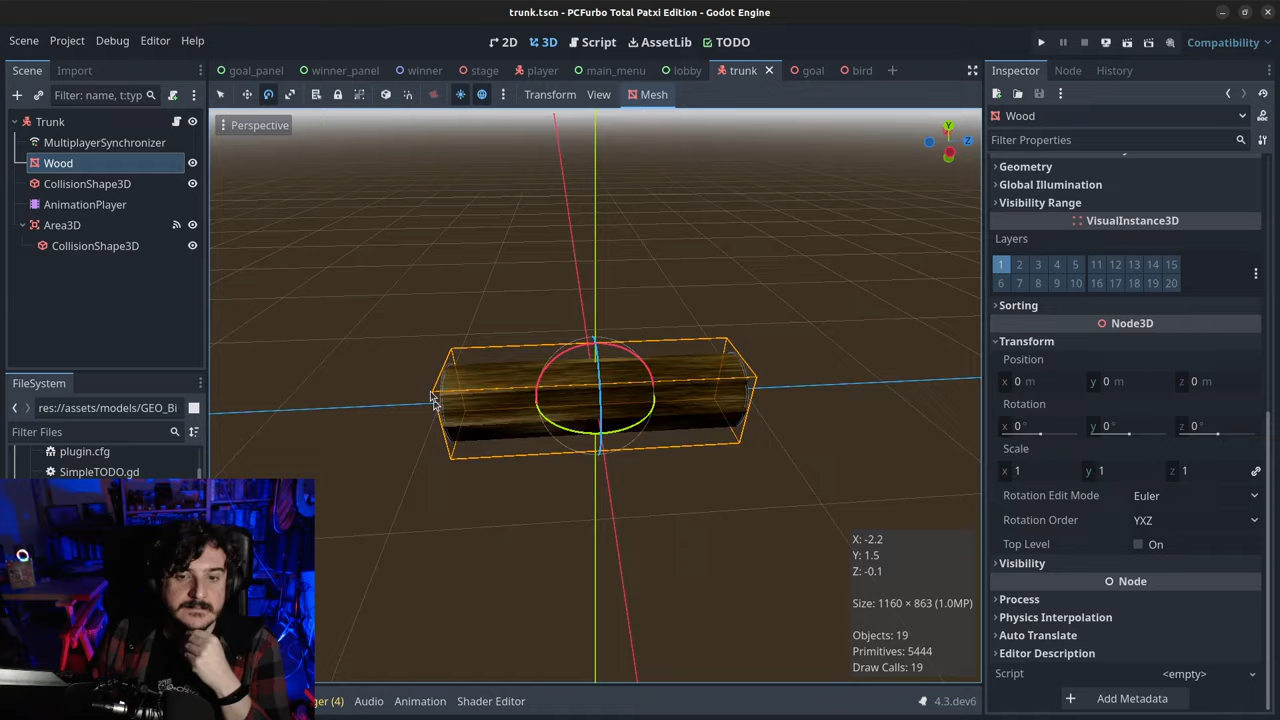 trunk.tscn - PCFurbo Total Patxi Edition - Godot Engine
Scene Project Debug Editor Help
2D 3D Script AssetLib TODO
Compatibility
Scene Import
goal_panel winner_panel winner stage player main_menu lobby trunk goal bird
Inspector Node History
Filter: name, t:typ
Transform View Mesh
Trunk
MultiplayerSynchronizer
Wood
CollisionShape3D
AnimationPlayer
Area3D
CollisionShape3D
Perspective
Y
Z
Wood
Filter Properties
Geometry
Global Illumination
Visibility Range
VisualInstance3D
Layers
1 2 3 4 5 11 12 13 14 15
6 7 8 9 10 16 17 18 19 20
Sorting
Node3D
Transform
Position
x 0 m y 0 m z 0 m
Rotation
x 0 ° y 0 ° z 0 °
Scale
x 1 y 1 z 1
Rotation Edit Mode Euler
Rotation Order YXZ
Top Level On
Visibility
Node
Process
Physics Interpolation
Auto Translate
Editor Description
Script <empty>
Add Metadata
FileSystem
res://assets/models/GEO_Bi
Filter Files
plugin.cfg
SimpleTODO.gd
X: -2.2
Y: 1.5
Z: -0.1
Size: 1160 × 863 (1.0MP)
Objects: 19
Primitives: 5444
Draw Calls: 19
ger (4) Audio Animation Shader Editor
4.3.dev6